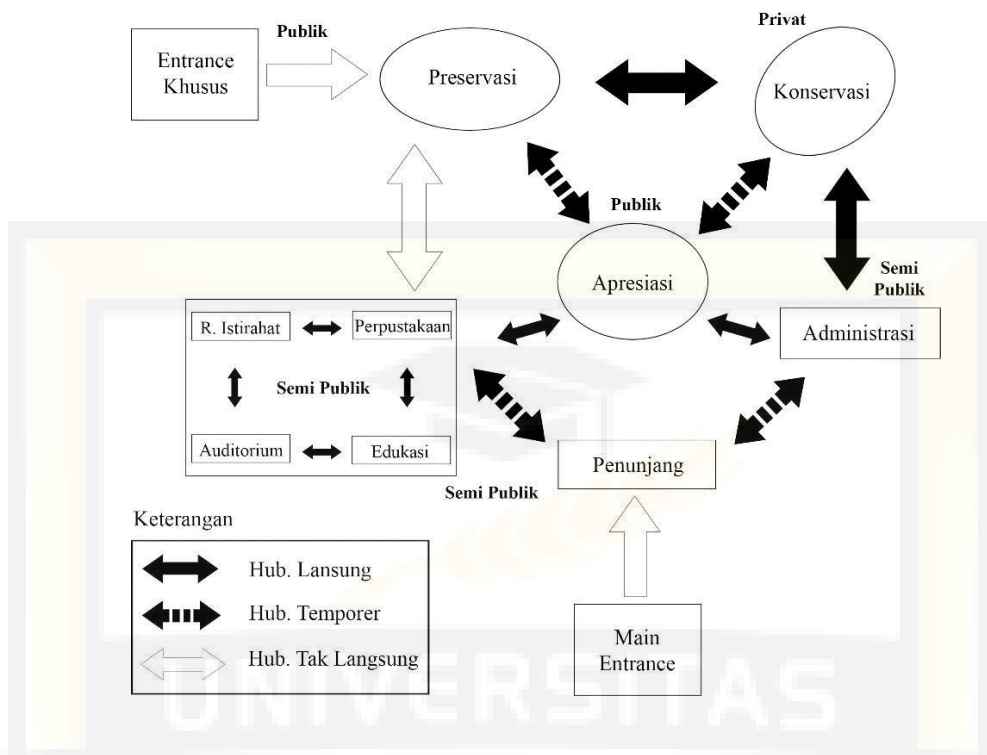 Publik
Privat
Entrance
Khusus
Preservasi
Konservasi
Publik
Apresiasi
Semi
Publik
Administrasi
R. Istirahat
Perpustakaan
Semi Publik
Auditorium
Edukasi
Penunjang
Semi Publik
Keterangan
Hub. Lansung
Hub. Temporer
Hub. Tak Langsung
Main
Entrance
UNIVERSITAS